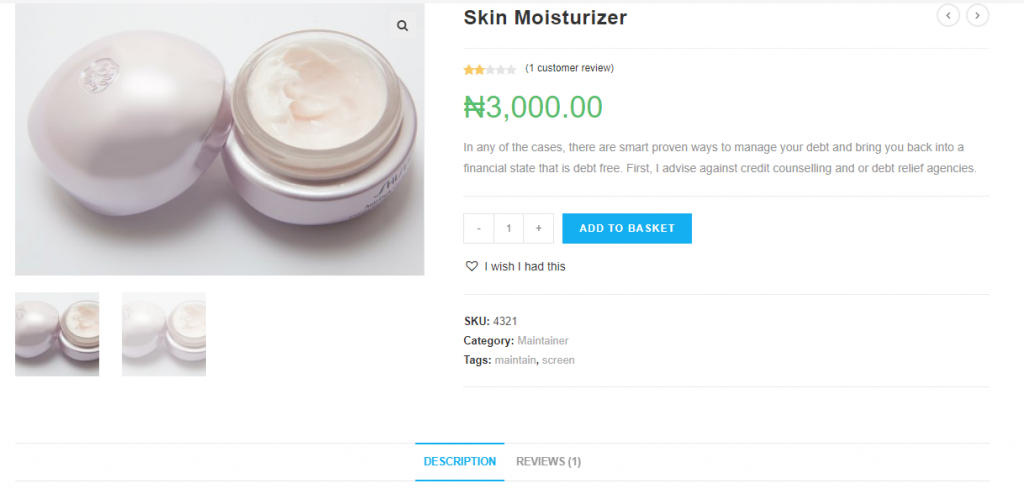 Skin Moisturizer
(1 customer review)
₦3,000.00
In any of the cases, there are smart proven ways to manage your debt and bring you back into a
financial state that is debt free. First, I advise against credit counselling and or debt relief agencies.
- 1 + ADD TO BASKET
I wish I had this
SKU: 4321
Category: Maintainer
Tags: maintain, screen
DESCRIPTION REVIEWS (1)